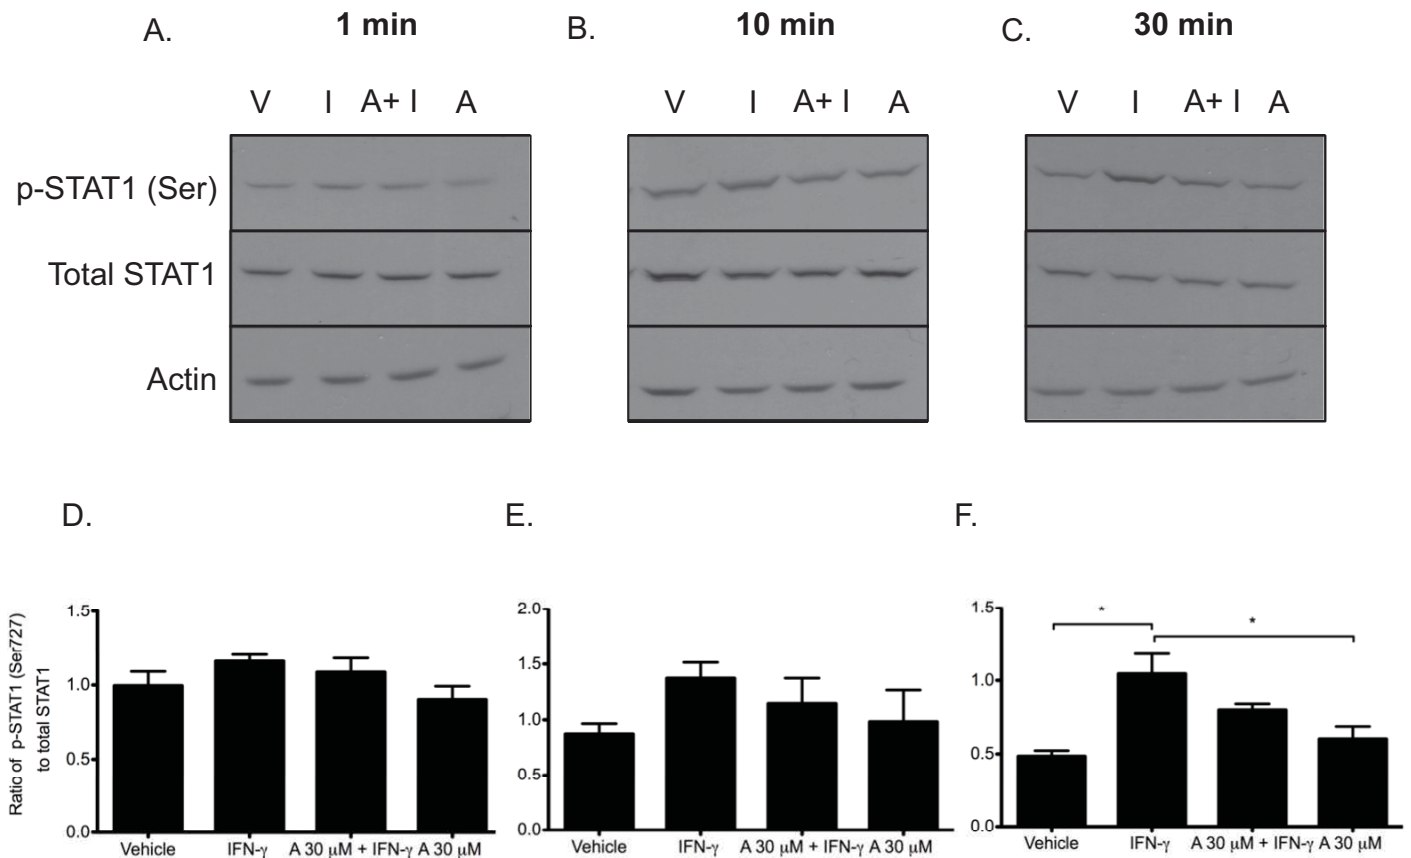 A. 1 min
B. 10 min
C. 30 min
V I A+ I A
V I A+ I A
V I A+ I A
p-STAT1 (Ser)
Total STAT1
Actin
D.
E.
F.
Ratio of p-STAT1 (Ser727)
to total STAT1
1.5
1.0
0.5
0.0
Vehicle IFN-γ A 30 µM + IFN-γ A 30 µM
2.0
1.5
1.0
0.5
0.0
Vehicle IFN-γ A 30 µM + IFN-γ A 30 µM
1.5
1.0
0.5
0.0
* *
Vehicle IFN-γ A 30 µM + IFN-γ A 30 µM